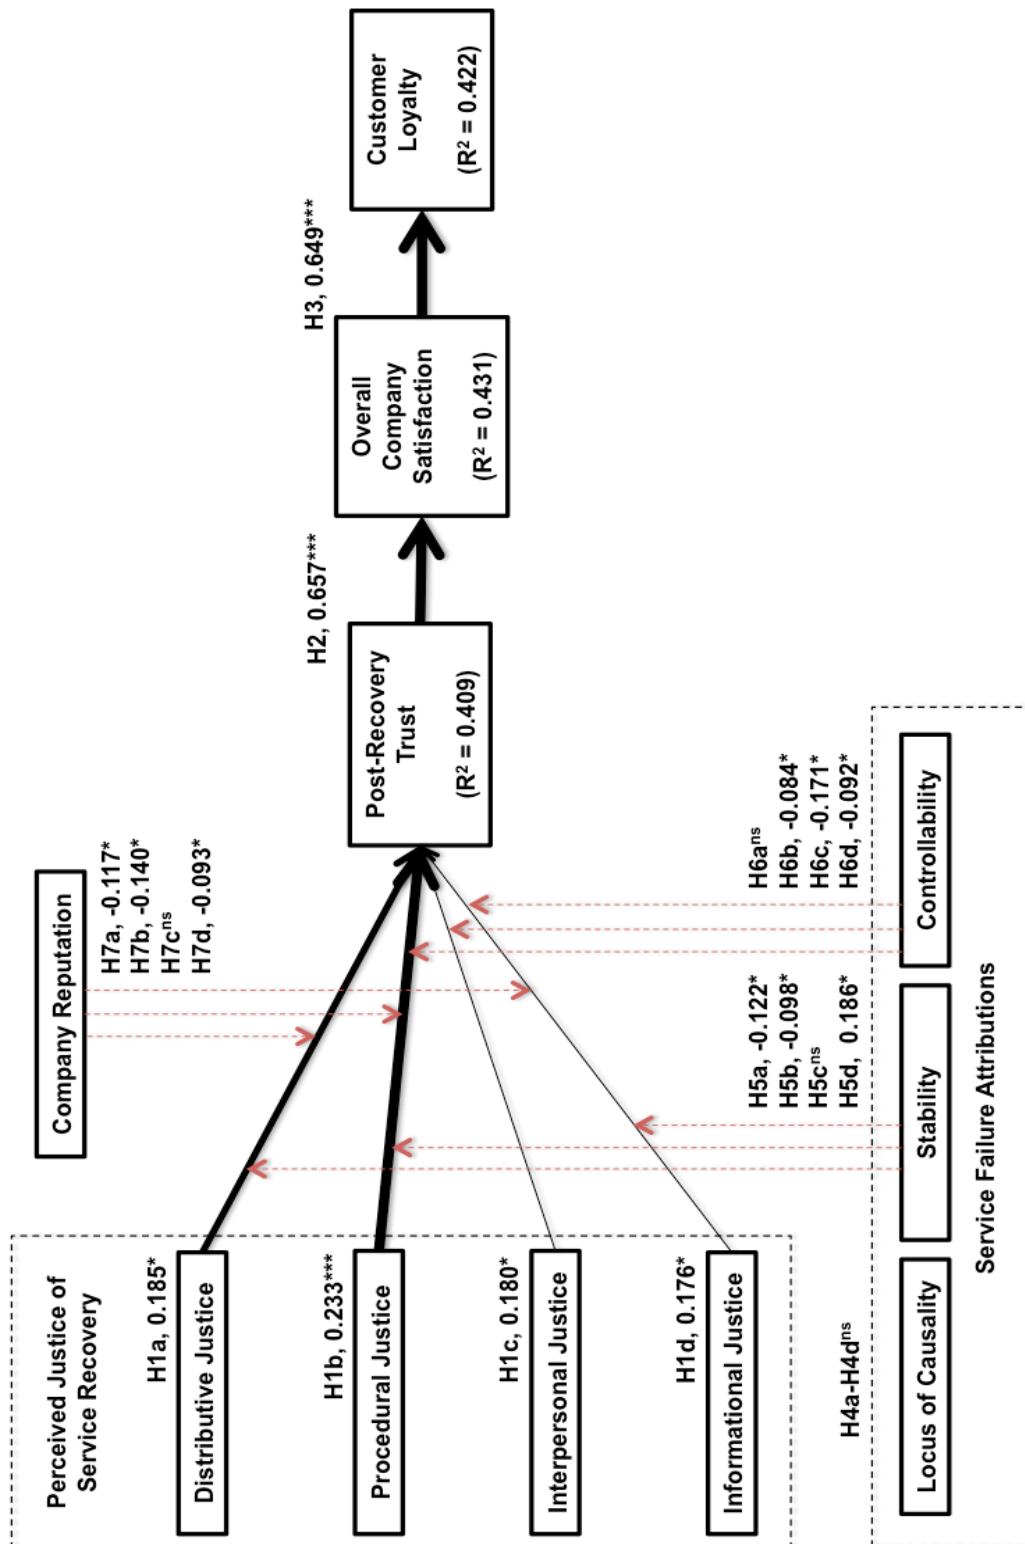 Perceived Justice of
Service Recovery
H1a, 0.185*
Distributive Justice
H1b, 0.233***
Procedural Justice
H1c, 0.180*
Interpersonal Justice
H1d, 0.176*
Informational Justice
Company Reputation
H7a, -0.117*
H7b, -0.140*
H7cⁿˢ
H7d, -0.093*
Post-Recovery
Trust
(R² = 0.409)
H2, 0.657***
Overall
Company
Satisfaction
(R² = 0.431)
H3, 0.649***
Customer
Loyalty
(R² = 0.422)
H4a-H4dⁿˢ
H5a, -0.122*
H5b, -0.098*
H5cⁿˢ
H5d, 0.186*
H6aⁿˢ
H6b, -0.084*
H6c, -0.171*
H6d, -0.092*
Locus of Causality
Stability
Controllability
Service Failure Attributions